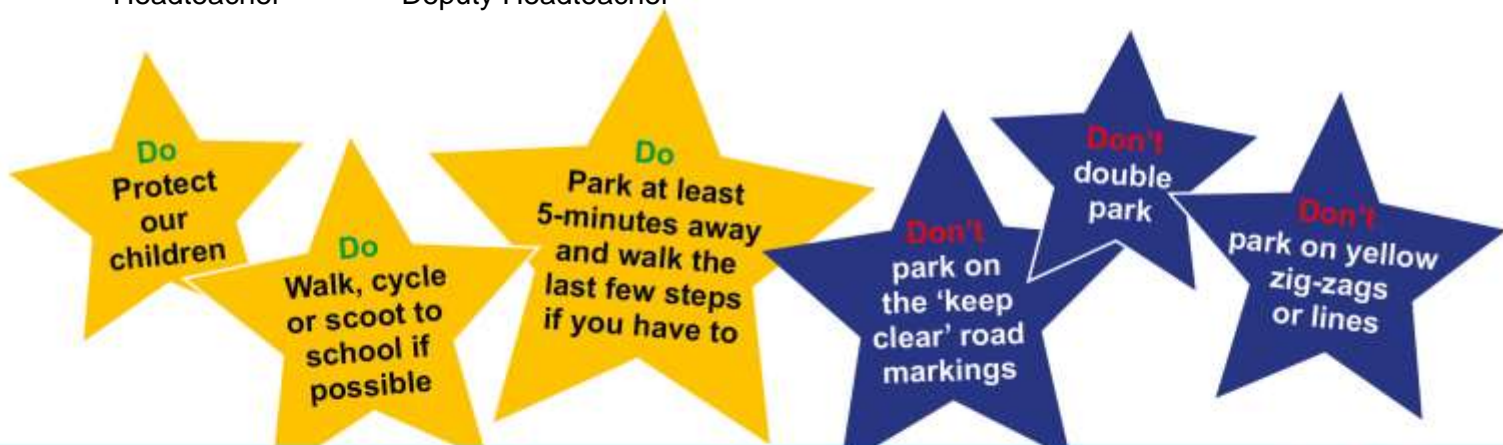 Headteacher Deputy Headteacher
Do
Protect
our
children
Do
Walk, cycle
or scoot to
school if
possible
Do
Park at least
5-minutes away
and walk the
last few steps
if you have to
Don't
park on
the ‘keep
clear’ road
markings
Don't
double
park
Don't
park on yellow
zig-zags
or lines